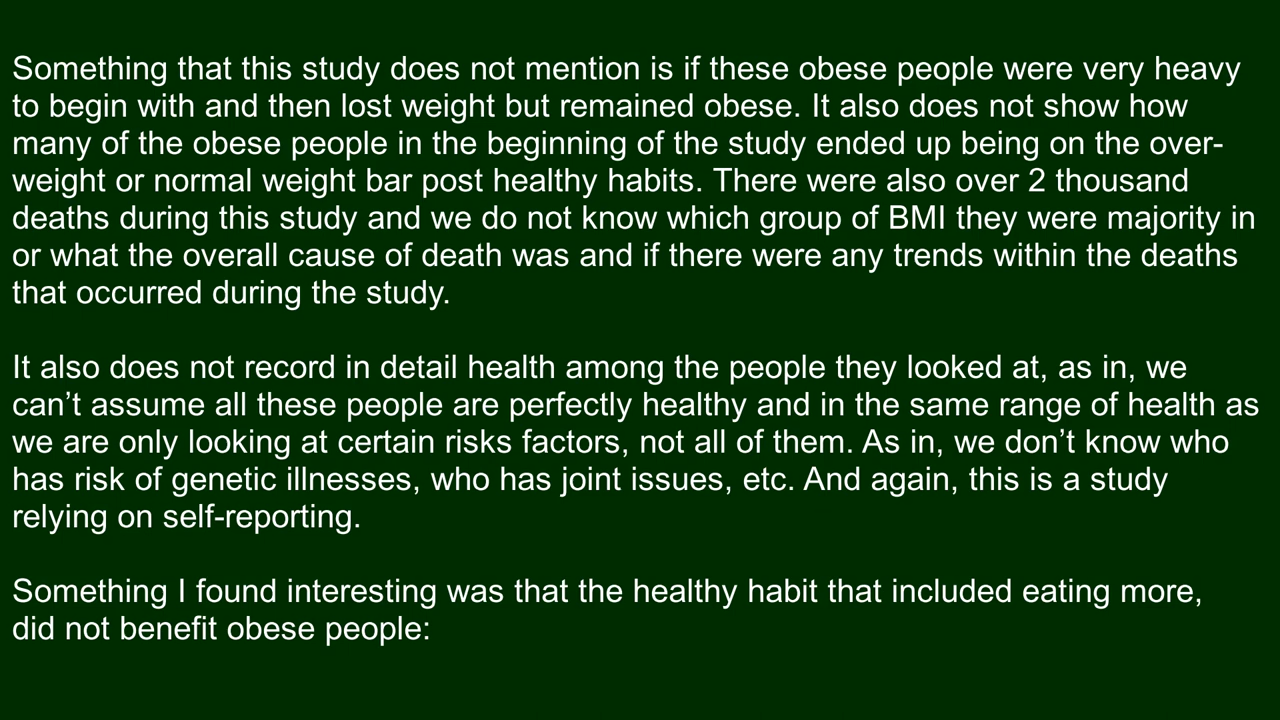 Something that this study does not mention is if these obese people were very heavy
to begin with and then lost weight but remained obese. It also does not show how
many of the obese people in the beginning of the study ended up being on the over-
weight or normal weight bar post healthy habits. There were also over 2 thousand
deaths during this study and we do not know which group of BMI they were majority in
or what the overall cause of death was and if there were any trends within the deaths
that occurred during the study.
It also does not record in detail health among the people they looked at, as in, we
can’t assume all these people are perfectly healthy and in the same range of health as
we are only looking at certain risks factors, not all of them. As in, we don’t know who
has risk of genetic illnesses, who has joint issues, etc. And again, this is a study
relying on self-reporting.
Something I found interesting was that the healthy habit that included eating more,
did not benefit obese people: